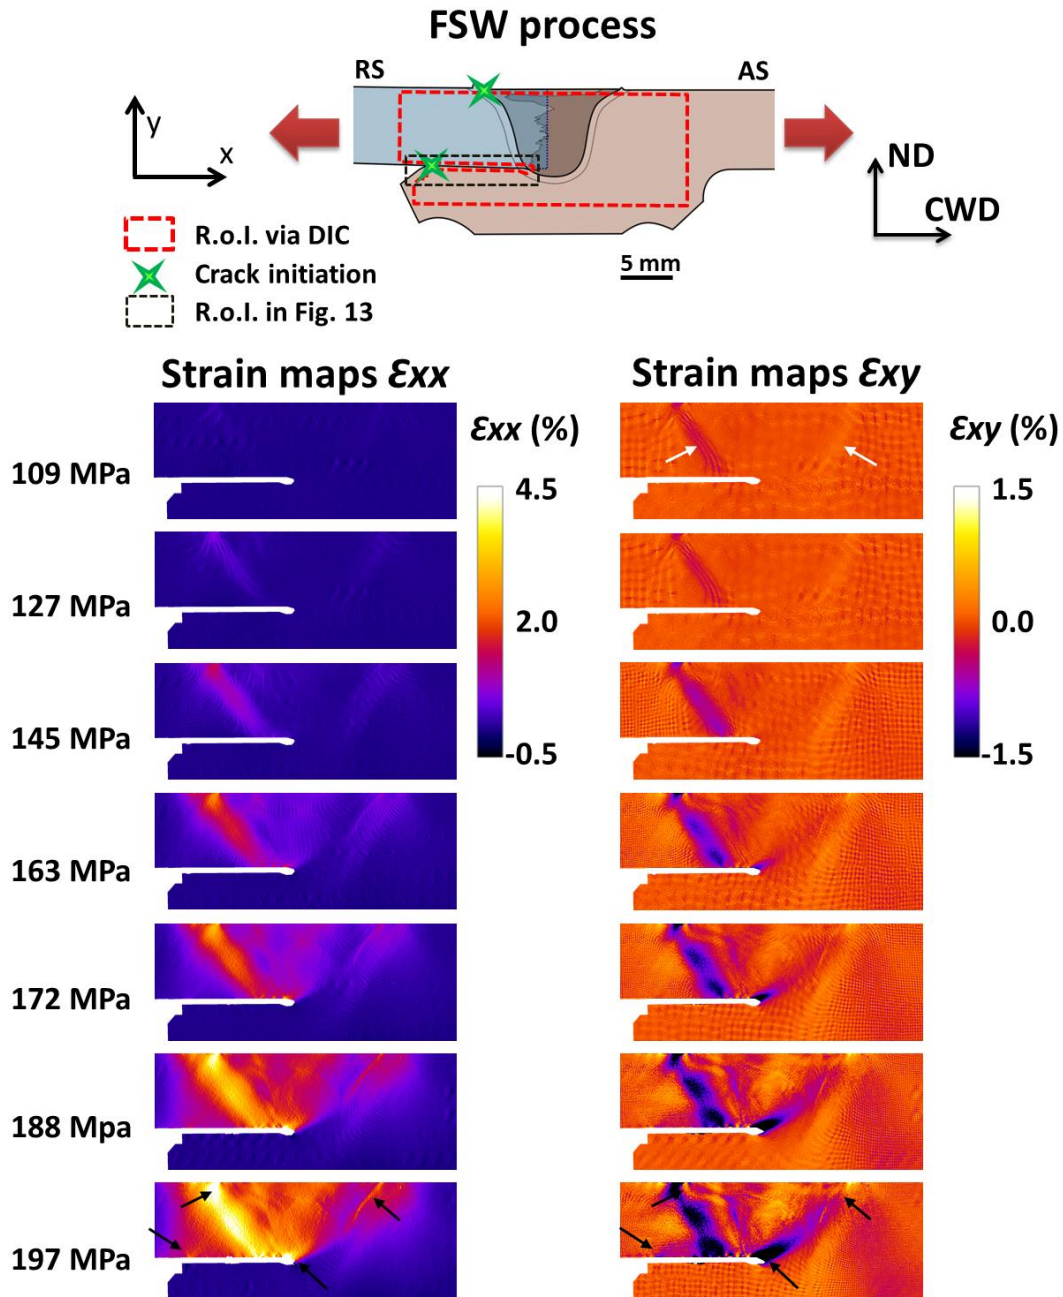 FSW process
RS
AS
y
x
ND
CWD
R.o.I. via DIC
Crack initiation
R.o.I. in Fig. 13
5 mm
Strain maps Ɛxx
Strain maps Ɛxy
Ɛxx (%)
Ɛxy (%)
109 MPa
4.5
1.5
127 MPa
2.0
0.0
145 MPa
-0.5
-1.5
163 MPa
172 MPa
188 Mpa
197 MPa